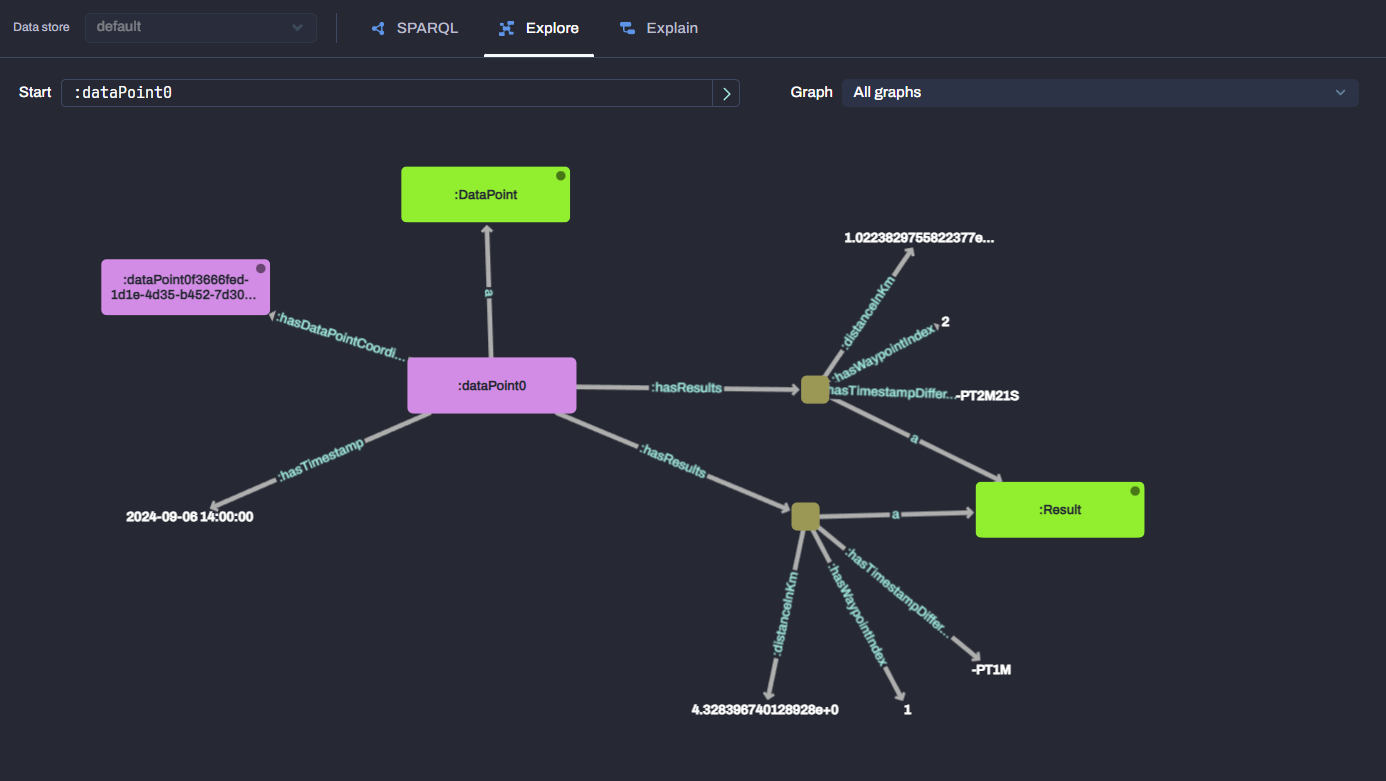 Data store
default
SPARQL
Explore
Explain
Start
:dataPoint0
Graph
All graphs
:DataPoint
1.0223829755822377e...
:dataPoint0f3666fed-
1d1e-4d35-b452-7d30...
a
:distanceInKm
:hasDataPointCoordi...
2
:hasWaypointIndex
:dataPoint0
:hasResults
hasTimestampDiffer...
-PT2M21S
a
:hasTimestamp
:hasResults
2024-09-06 14:00:00
a
:Result
:hasTimestampDiffer...
:distanceInKm
:hasWaypointIndex
-PT1M
4.328396740128928e+0
1